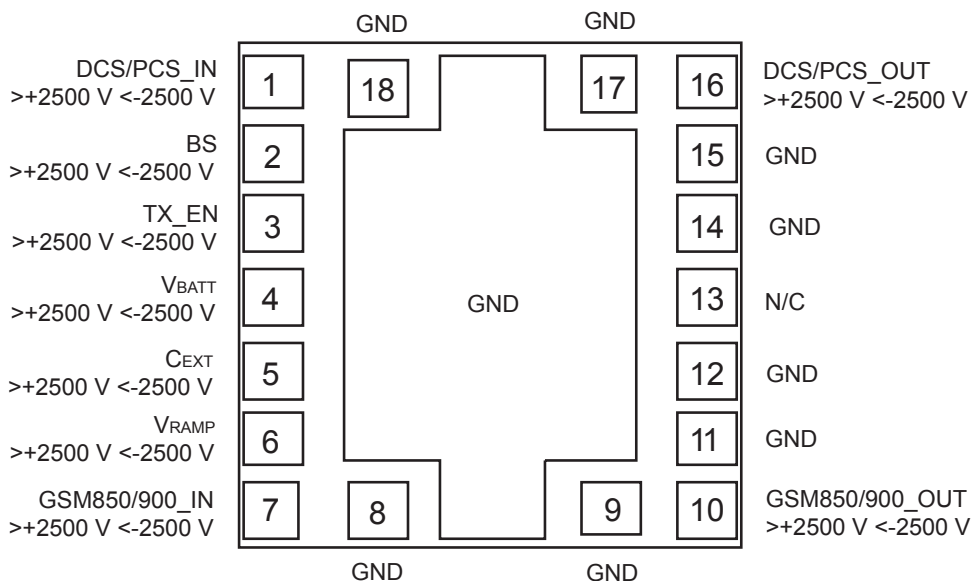 GND
GND
DCS/PCS_IN
>+2500 V <-2500 V
1
18
17
16
DCS/PCS_OUT
>+2500 V <-2500 V
BS
>+2500 V <-2500 V
2
15
GND
TX_EN
>+2500 V <-2500 V
3
14
GND
VBATT
>+2500 V <-2500 V
4
GND
13
N/C
CEXT
>+2500 V <-2500 V
5
12
GND
VRAMP
>+2500 V <-2500 V
6
11
GND
GSM850/900_IN
>+2500 V <-2500 V
7
8
9
10
GSM850/900_OUT
>+2500 V <-2500 V
GND
GND